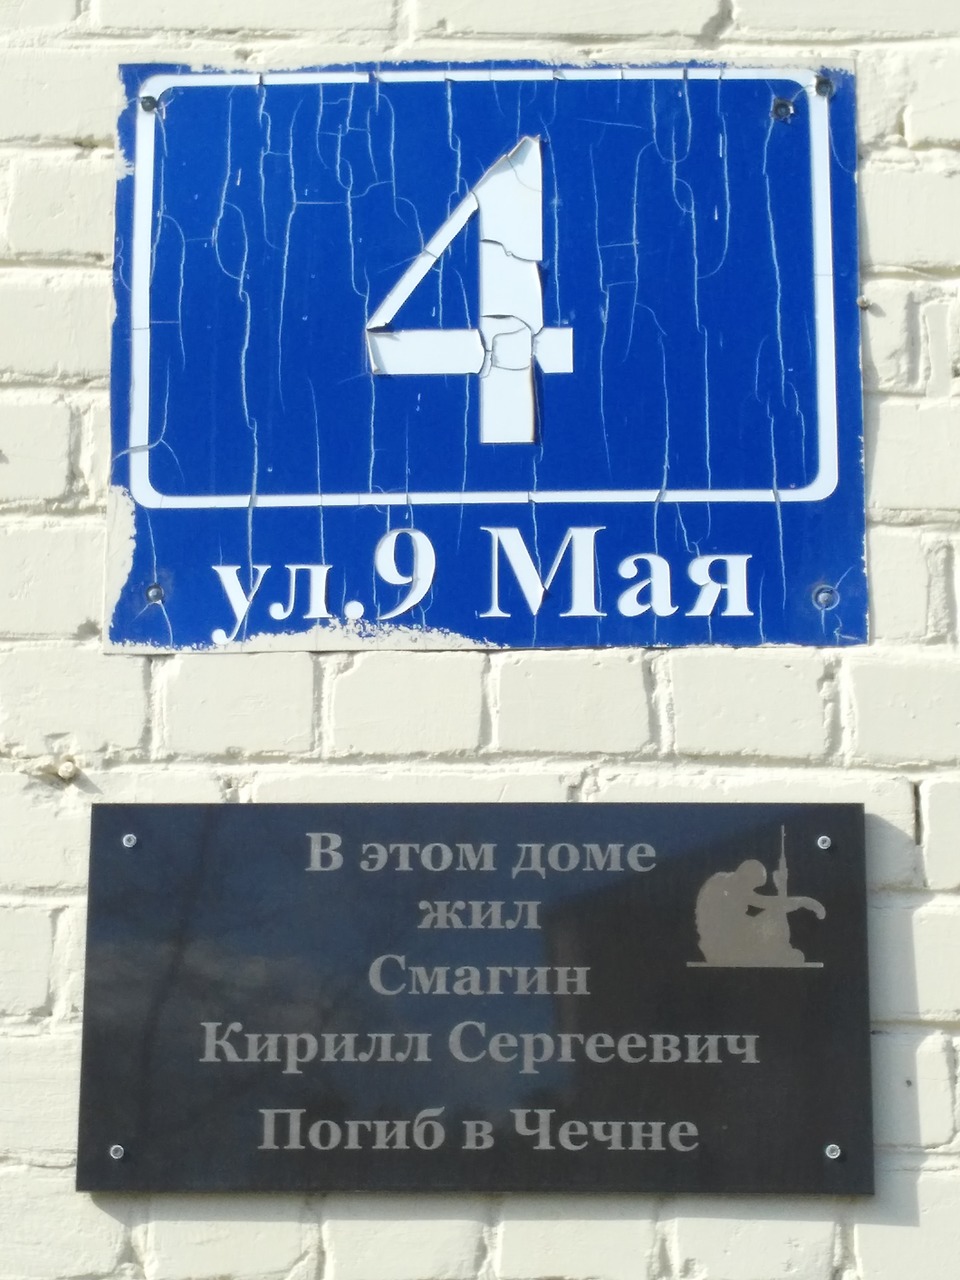 4
ул.9 Мая
В этом доме
жил
Смагин
Кирилл Сергеевич
Погиб в Чечне